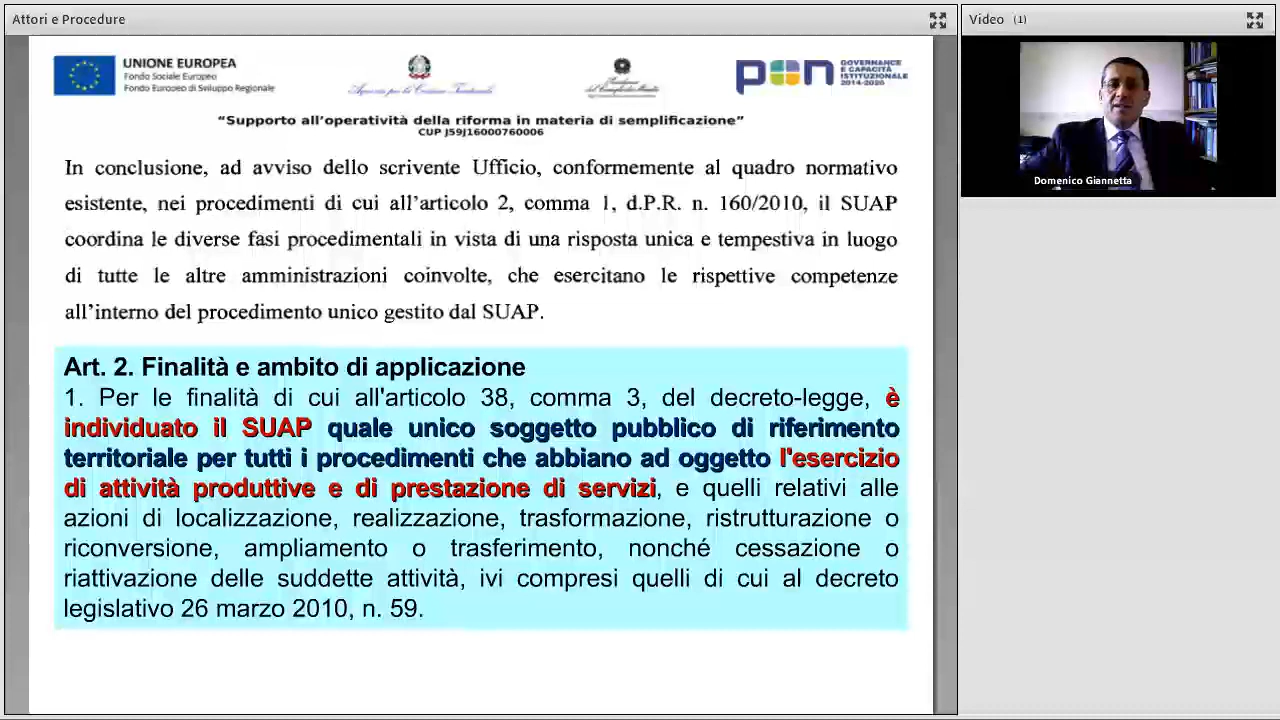 Attori e Procedure
UNIONE EUROPEA
Fondo Sociale Europeo
Fondo Europeo di Sviluppo Regionale
Agenzia per la Coesione Territoriale
pon GOVERNANCE
E CAPACITÀ
ISTITUZIONALE
2014-2020
“Supporto all’operatività della riforma in materia di semplificazione”
CUP J59J16000760006
In conclusione, ad avviso dello scrivente Ufficio, conformemente al quadro normativo
esistente, nei procedimenti di cui all’articolo 2, comma 1, d.P.R. n. 160/2010, il SUAP
coordina le diverse fasi procedimentali in vista di una risposta unica e tempestiva in luogo
di tutte le altre amministrazioni coinvolte, che esercitano le rispettive competenze
all’interno del procedimento unico gestito dal SUAP.
Art. 2. Finalità e ambito di applicazione
1. Per le finalità di cui all'articolo 38, comma 3, del decreto-legge, è
individuato il SUAP quale unico soggetto pubblico di riferimento
territoriale per tutti i procedimenti che abbiano ad oggetto l'esercizio
di attività produttive e di prestazione di servizi, e quelli relativi alle
azioni di localizzazione, realizzazione, trasformazione, ristrutturazione o
riconversione, ampliamento o trasferimento, nonché cessazione o
riattivazione delle suddette attività, ivi compresi quelli di cui al decreto
legislativo 26 marzo 2010, n. 59.
Video (1)
Domenico Giannetta